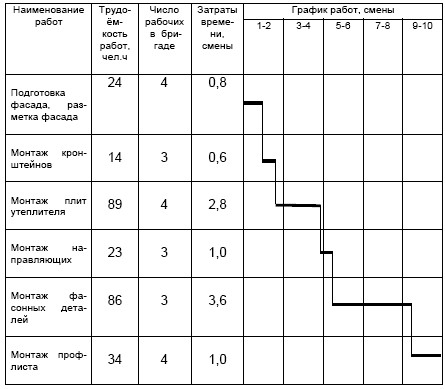 Наименование
работ
Трудо-
ём-
кость
работ,
чел.ч
Число
рабочих
в бри-
гаде
Затраты
време-
ни,
смены
График работ, смены
1-2 3-4 5-6 7-8 9-10
Подготовка
фасада, раз-
метка фасада
24 4 0,8
Монтаж крон-
штейнов
14 3 0,6
Монтаж плит
утеплителя
89 4 2,8
Монтаж на-
правляющих
23 3 1,0
Монтаж фа-
сонных дета-
лей
86 3 3,6
Монтаж проф-
листа
34 4 1,0